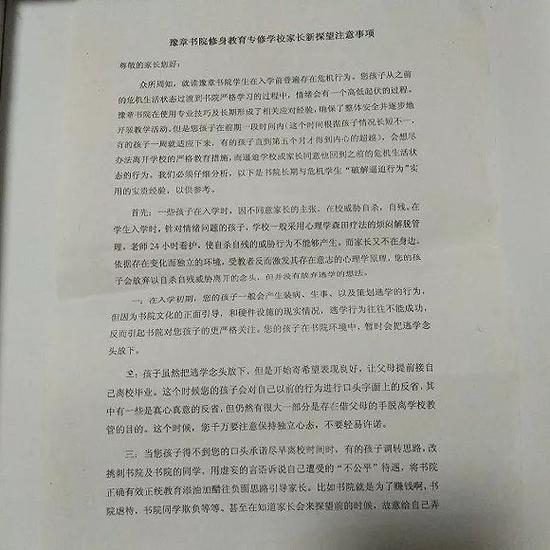 豫章书院修身教育专修学校家长新探望注意事项
尊敬的家长您好:
众所周知,就读豫章书院学生在入学前普遍存在危机行为。您孩子从之前
的危机生活状态过渡到书院严格学习的过程中,情绪会有一个高低起伏的过程。
豫章书院在使用专业技巧及长期形成了相关应对经验,确保了整体安全并逐步地
开展教学活动。但是您孩子在前期一段时间内(这个时间根据孩子情况长短不一,
有的孩子一周就适应下来,有的孩子直到第五个月才得到内心的超越),会想尽
办法离开学校的严格教育措施,而逼迫学校或家长同意他回到之前的危机生活状
态的行为。我们必须仔细分析,以下是书院长期与危机学生“破解逼迫行为”实
用的宝贵经验,以供参考。
首先:一些孩子在入学时,因不同意家长的主张,在校威胁自杀,自残。在
学生入学时,针对情绪问题的孩子,学校一般采用心理学森田疗法的烦闷解脱管
理,老师24小时看护,使自杀自残的威胁行为不能够产生。而家长又不在身边,
依据存在变化而独立的环境,受教者反而激发其存在意志的心理学原理,您的孩
子会放弃以自杀自残威胁离开的念头,但并没有放弃逃学的想法。
一,在入学初期,您的孩子一般会产生装病、生事、以及策划逃学的行为,
但因为书院文化的正面引导,和硬件设施的现实情况,逃学行为往往不能成功,
反而引起书院对您孩子的更严格关注。您的孩子在书院环境中,暂时会把逃学念
头放下。
二:孩子虽然把逃学念头放下,但是开始寄希望表现良好,让父母提前接自
己离校毕业。这个时候您的孩子会对自己以前的行为进行口头字面上的反省,其
中有一些是真心真意的反省,但仍然有很大一部分是存在借父母的手脱离学校教
管的目的。这个时候,您千万要注意保持独立心态,不要轻易许诺。
三:当您孩子得不到您的口头承诺尽早离校时间时,有的孩子调转思路,改
挑刺书院及书院的同学。用虚妄的言语诉说自己遭受的“不公平”待遇,将书院
正确有效正统教育添油加醋往负面思路引导家长。比如书院就是为了赚钱啊,书
院虐待,书院同学欺负等等。甚至在知道家长会来探望前的时候,故意给自己弄